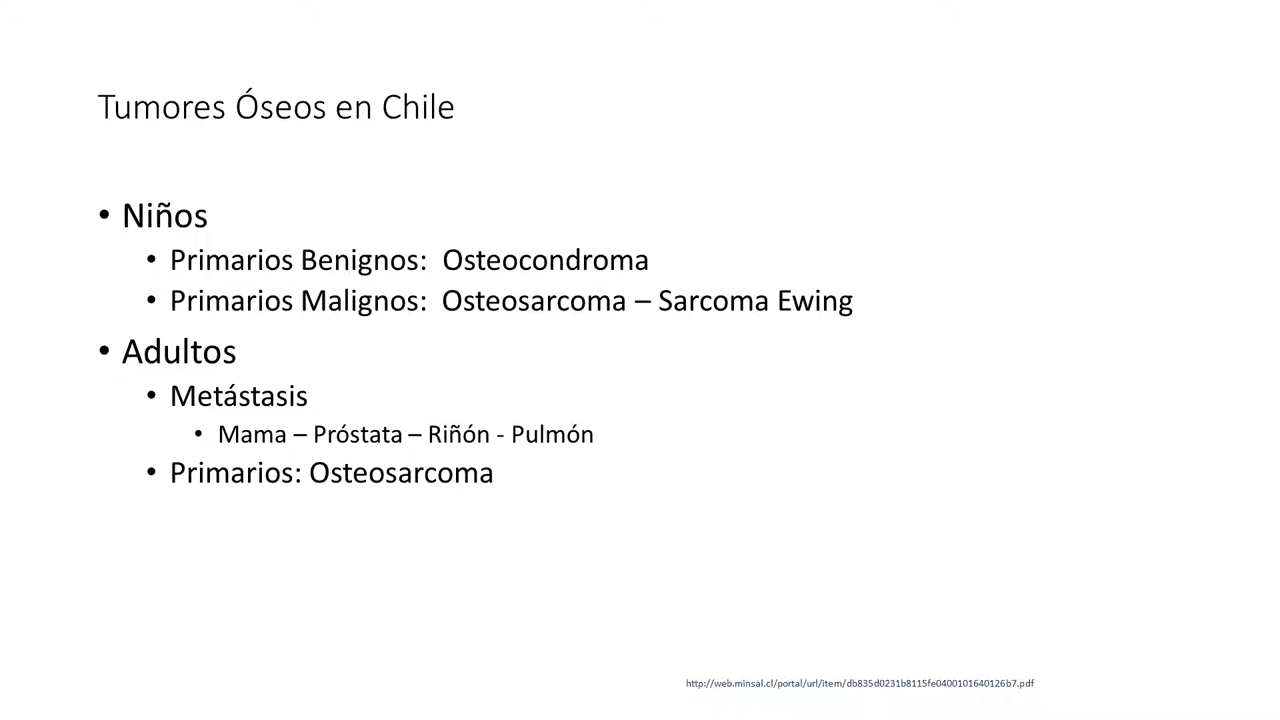 Tumores Óseos en Chile
• Niños
• Primarios Benignos: Osteocondroma
• Primarios Malignos: Osteosarcoma – Sarcoma Ewing
• Adultos
• Metástasis
• Mama – Próstata – Riñón - Pulmón
• Primarios: Osteosarcoma
http://web.minsal.cl/portal/url/item/db835d0231b8115fe0400101640126b7.pdf